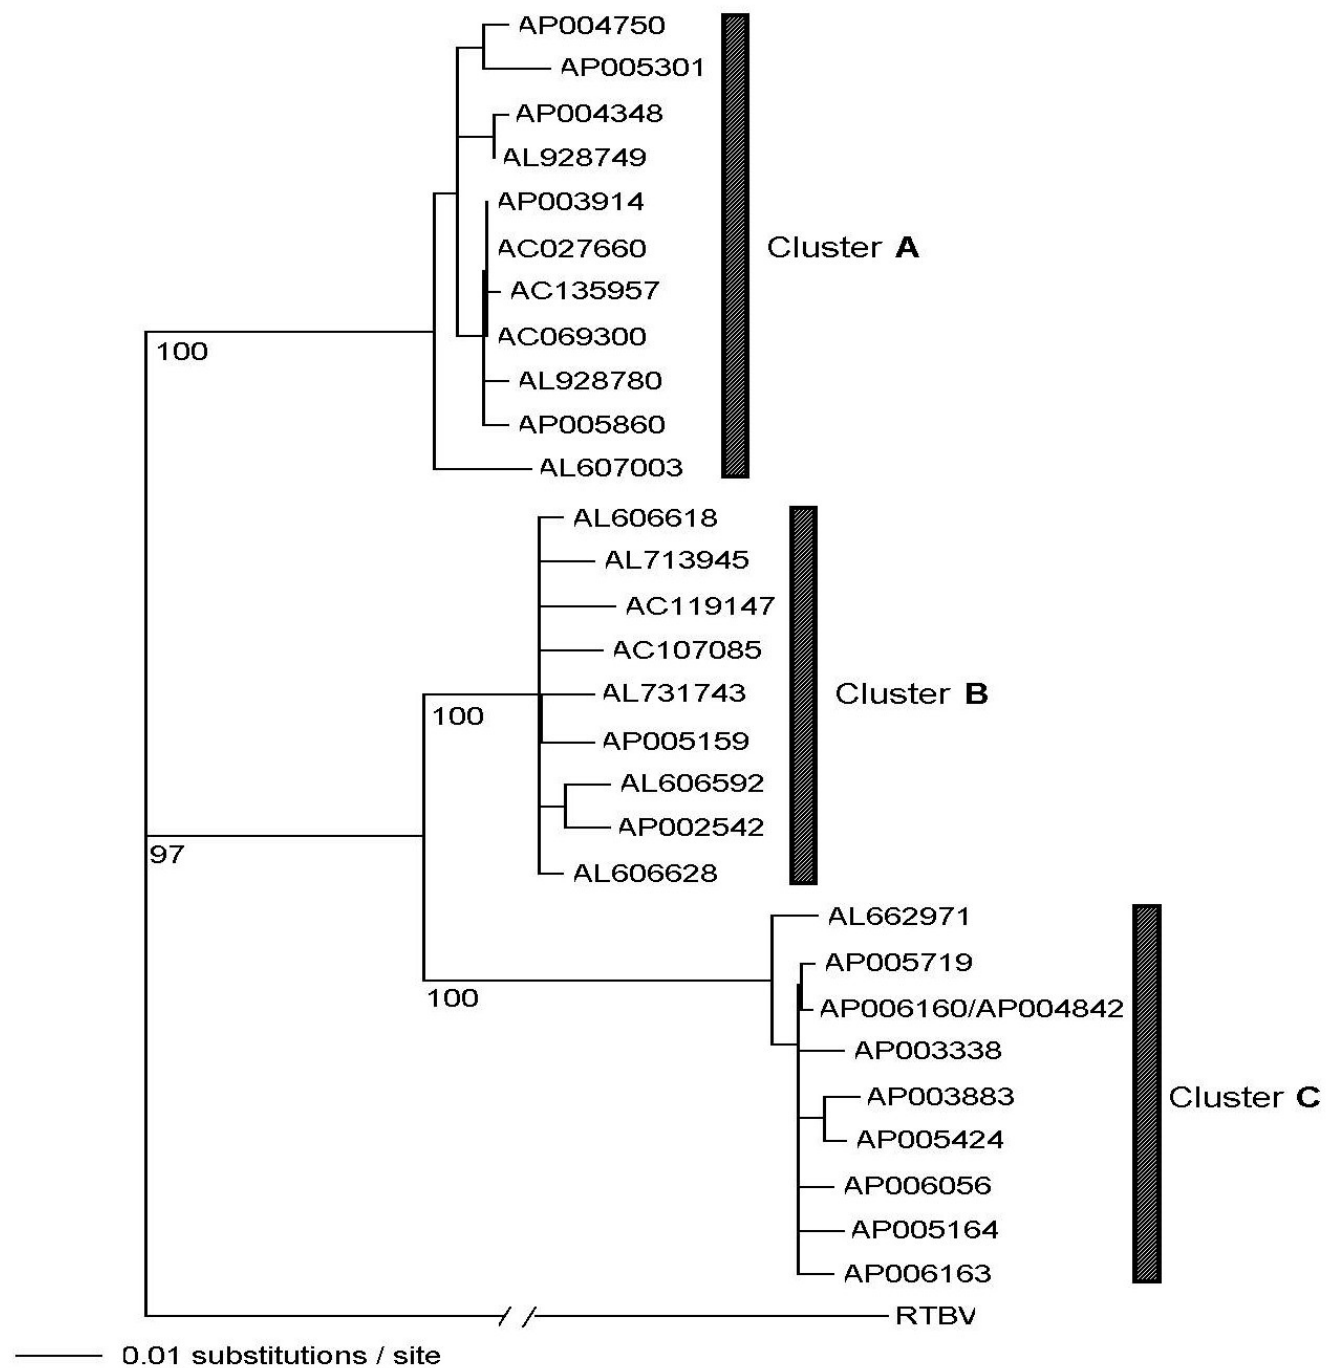 AP004750
AP005301
AP004348
AL928749
AP003914
AC027660
Cluster A
AC135957
AC069300
100
AL928780
AP005860
AL607003
AL606618
AL713945
AC119147
AC107085
AL731743
Cluster B
100
AP005159
AL606592
AP002542
97
AL606628
AL662971
AP005719
100
AP006160/AP004842
AP003338
AP003883
Cluster C
AP005424
AP006056
AP005164
AP006163
RTBV
0.01 substitutions / site